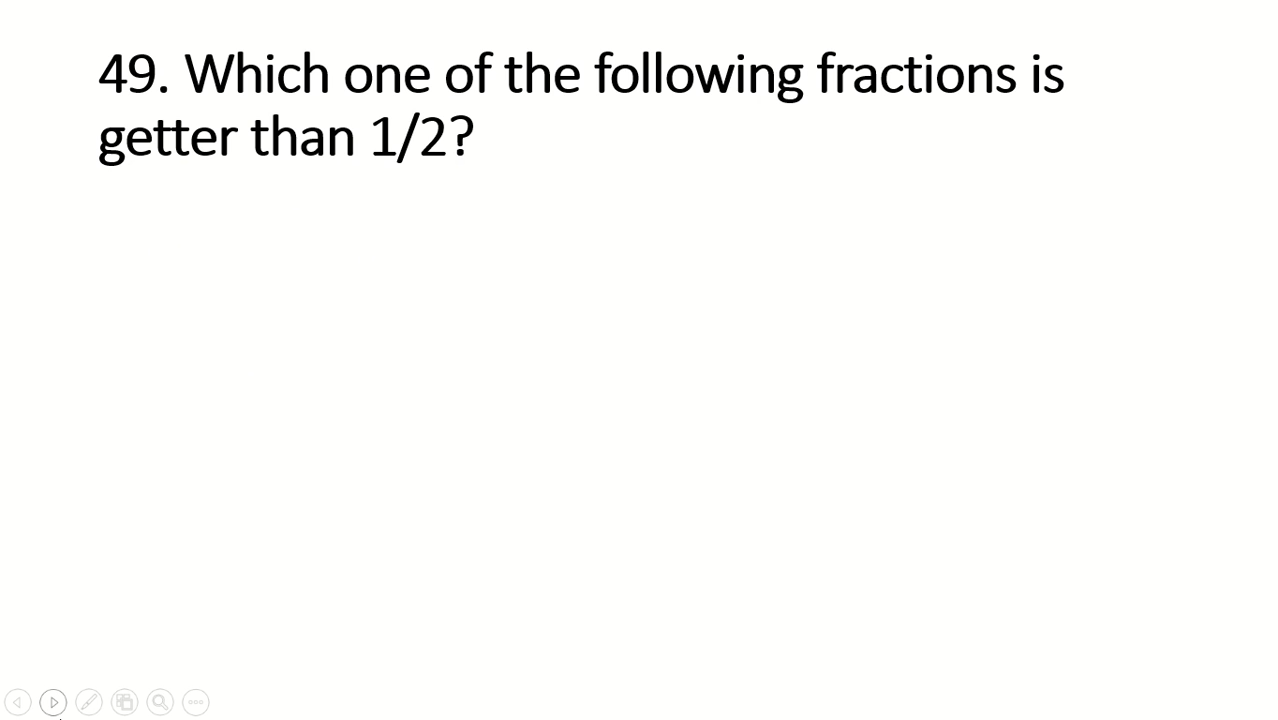 49. Which one of the following fractions is
getter than 1/2?